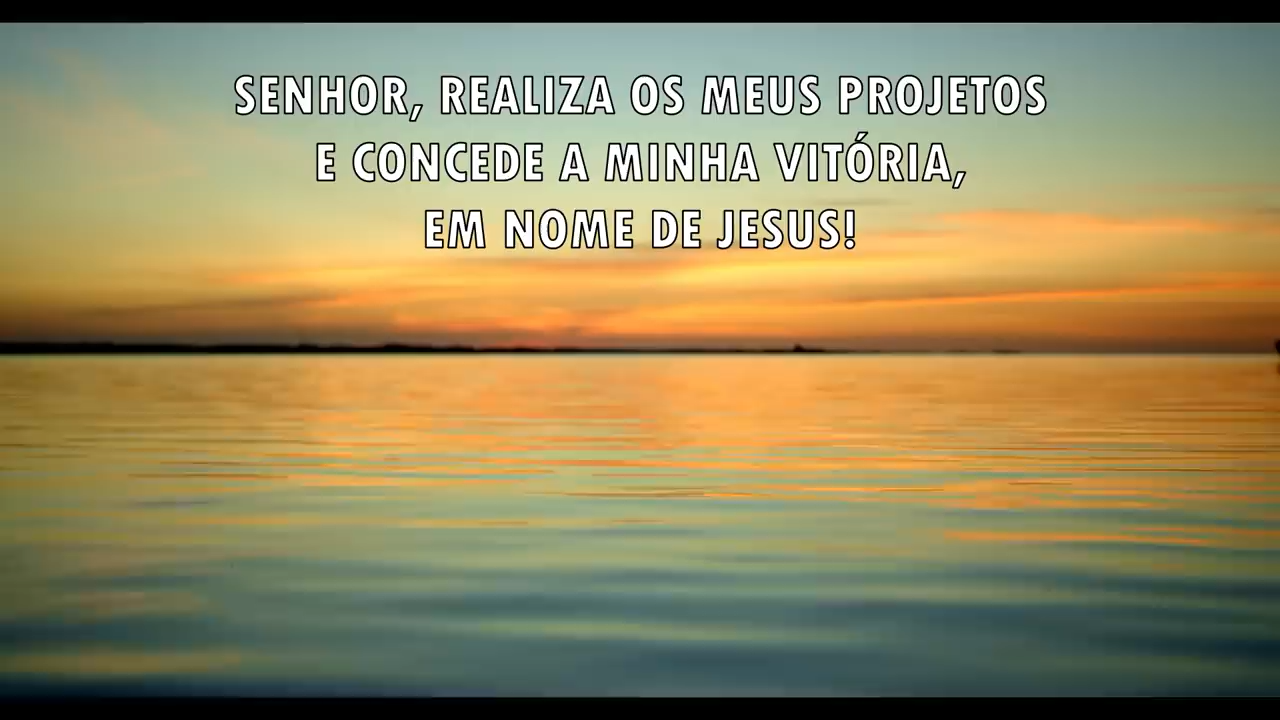 SENHOR, REALIZA OS MEUS PROJETOS
E CONCEDE A MINHA VITÓRIA,
EM NOME DE JESUS!